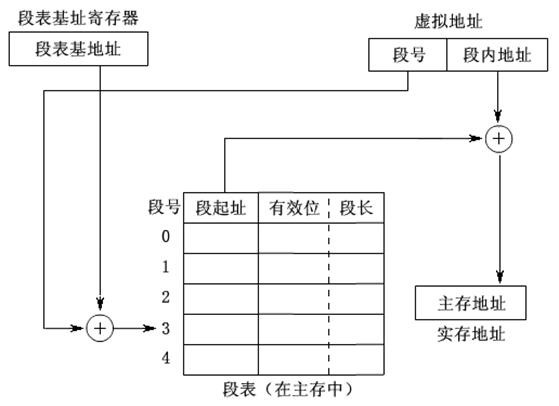 段表基址寄存器
段表基地址
虚拟地址
段号 段内地址
+
段号 段起址 有效位 段长
0
1
2
+ 3
4
主存地址
实存地址
段表（在主存中）